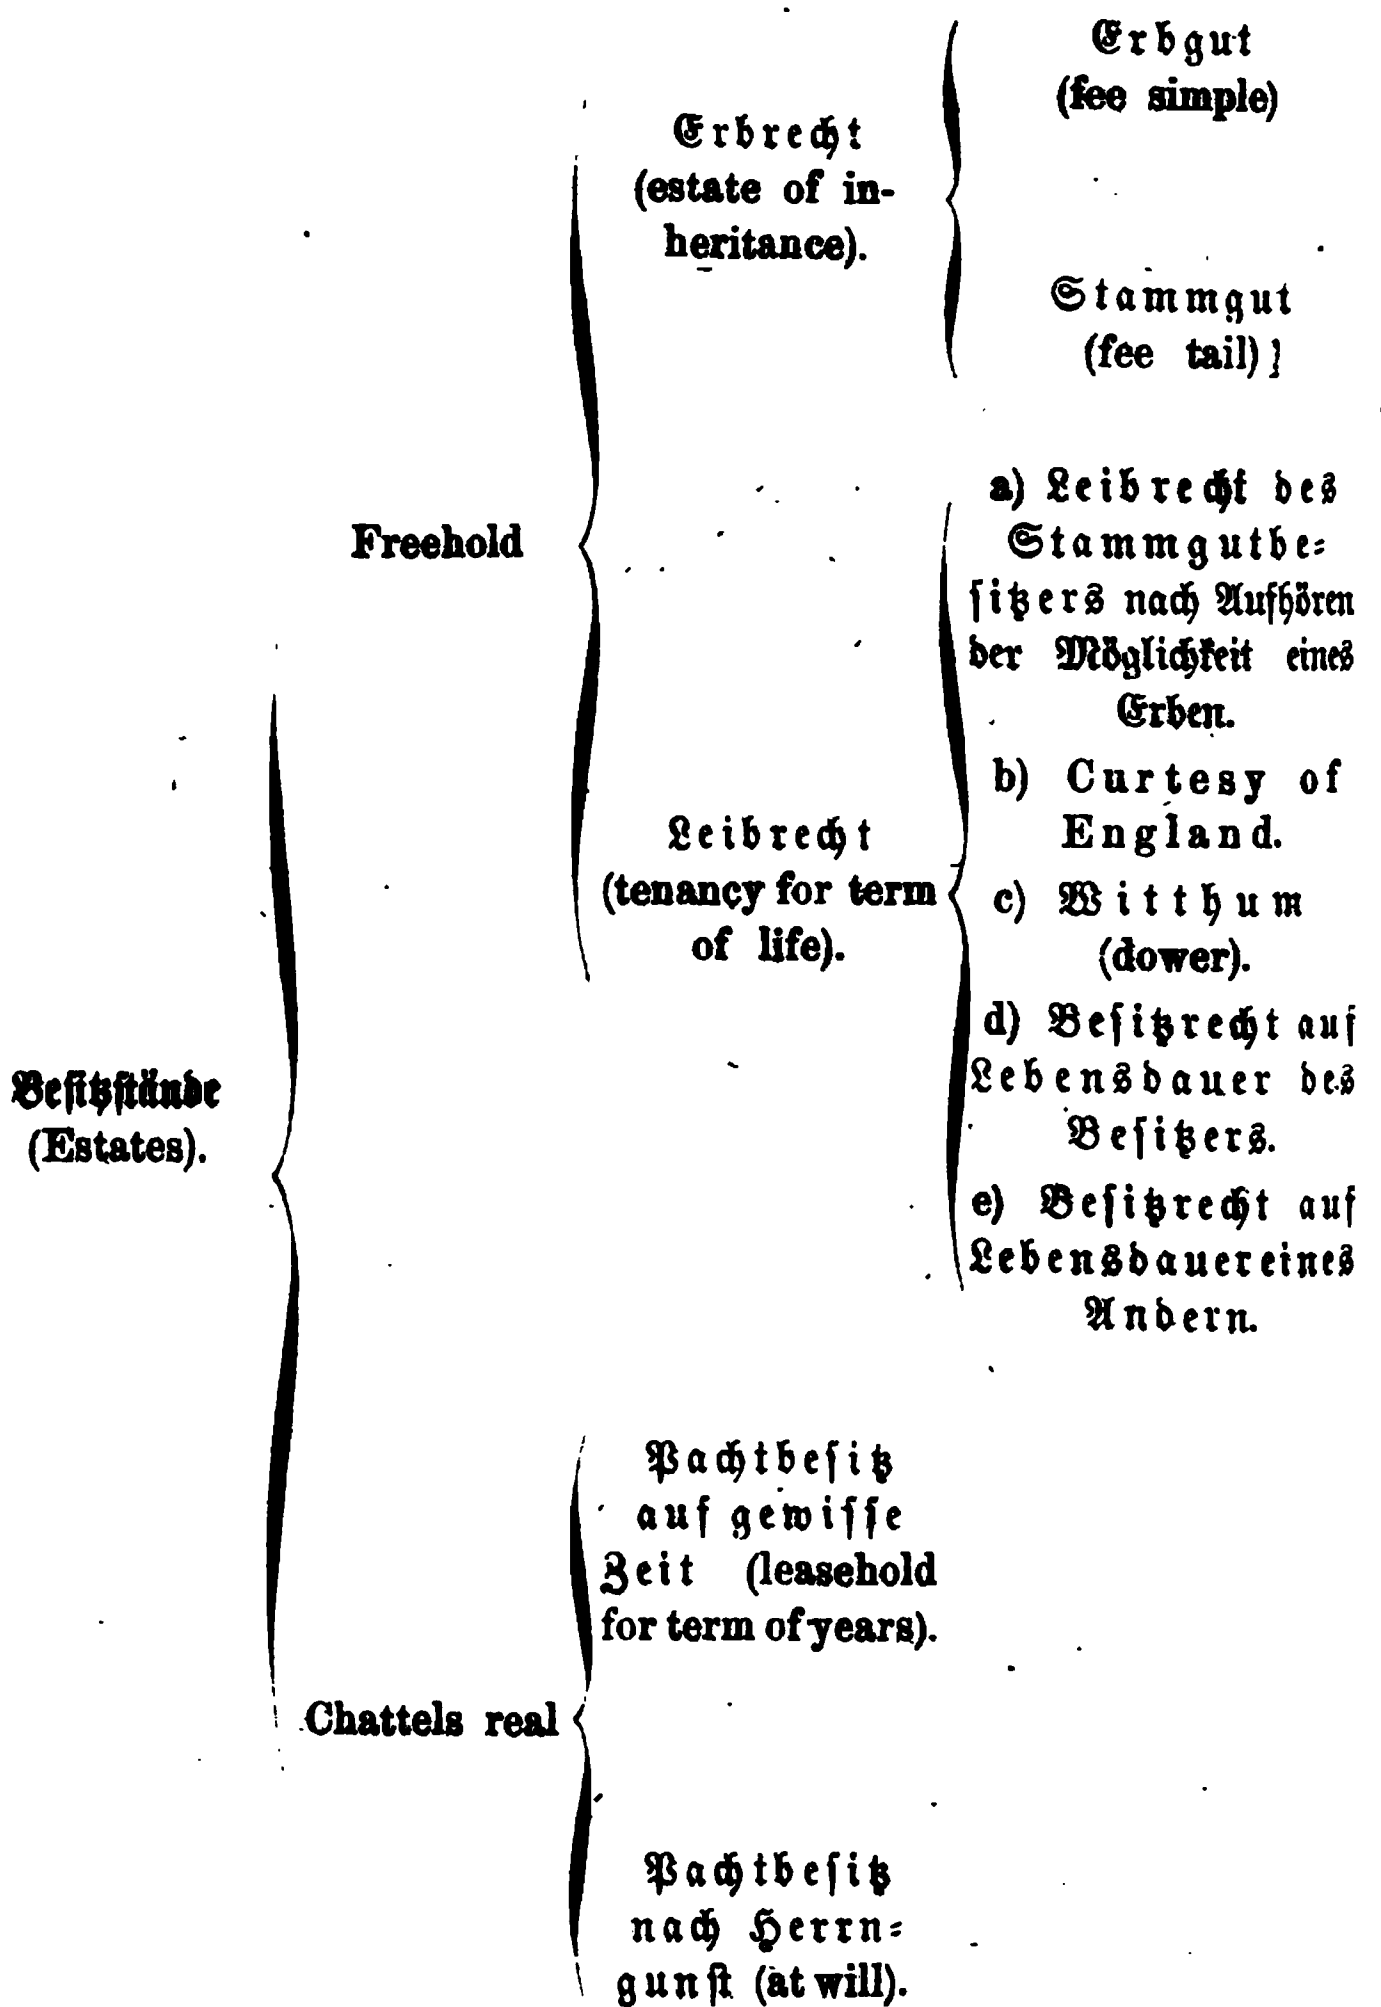 Besitzstände
(Estates).
Freehold
Erbrecht
(estate of in-
heritance).
Erbgut
(fee simple)
Stammgut
(fee tail)
Leibrecht
(tenancy for term
of life).
a) Leibrecht des
Stammgutbe-
sitzers nach Aufhören
der Möglichkeit eines
Erben.
b) Curtesy of
England.
c) Witthum
(dower).
d) Besitzrecht auf
Lebensdauer des
Besitzers.
e) Besitzrecht auf
Lebensdauer eines
Andern.
Chattels real
Pachtbesitz
auf gewisse
Zeit (leasehold
for term of years).
Pachtbesitz
nach Herrn-
gunst (at will).